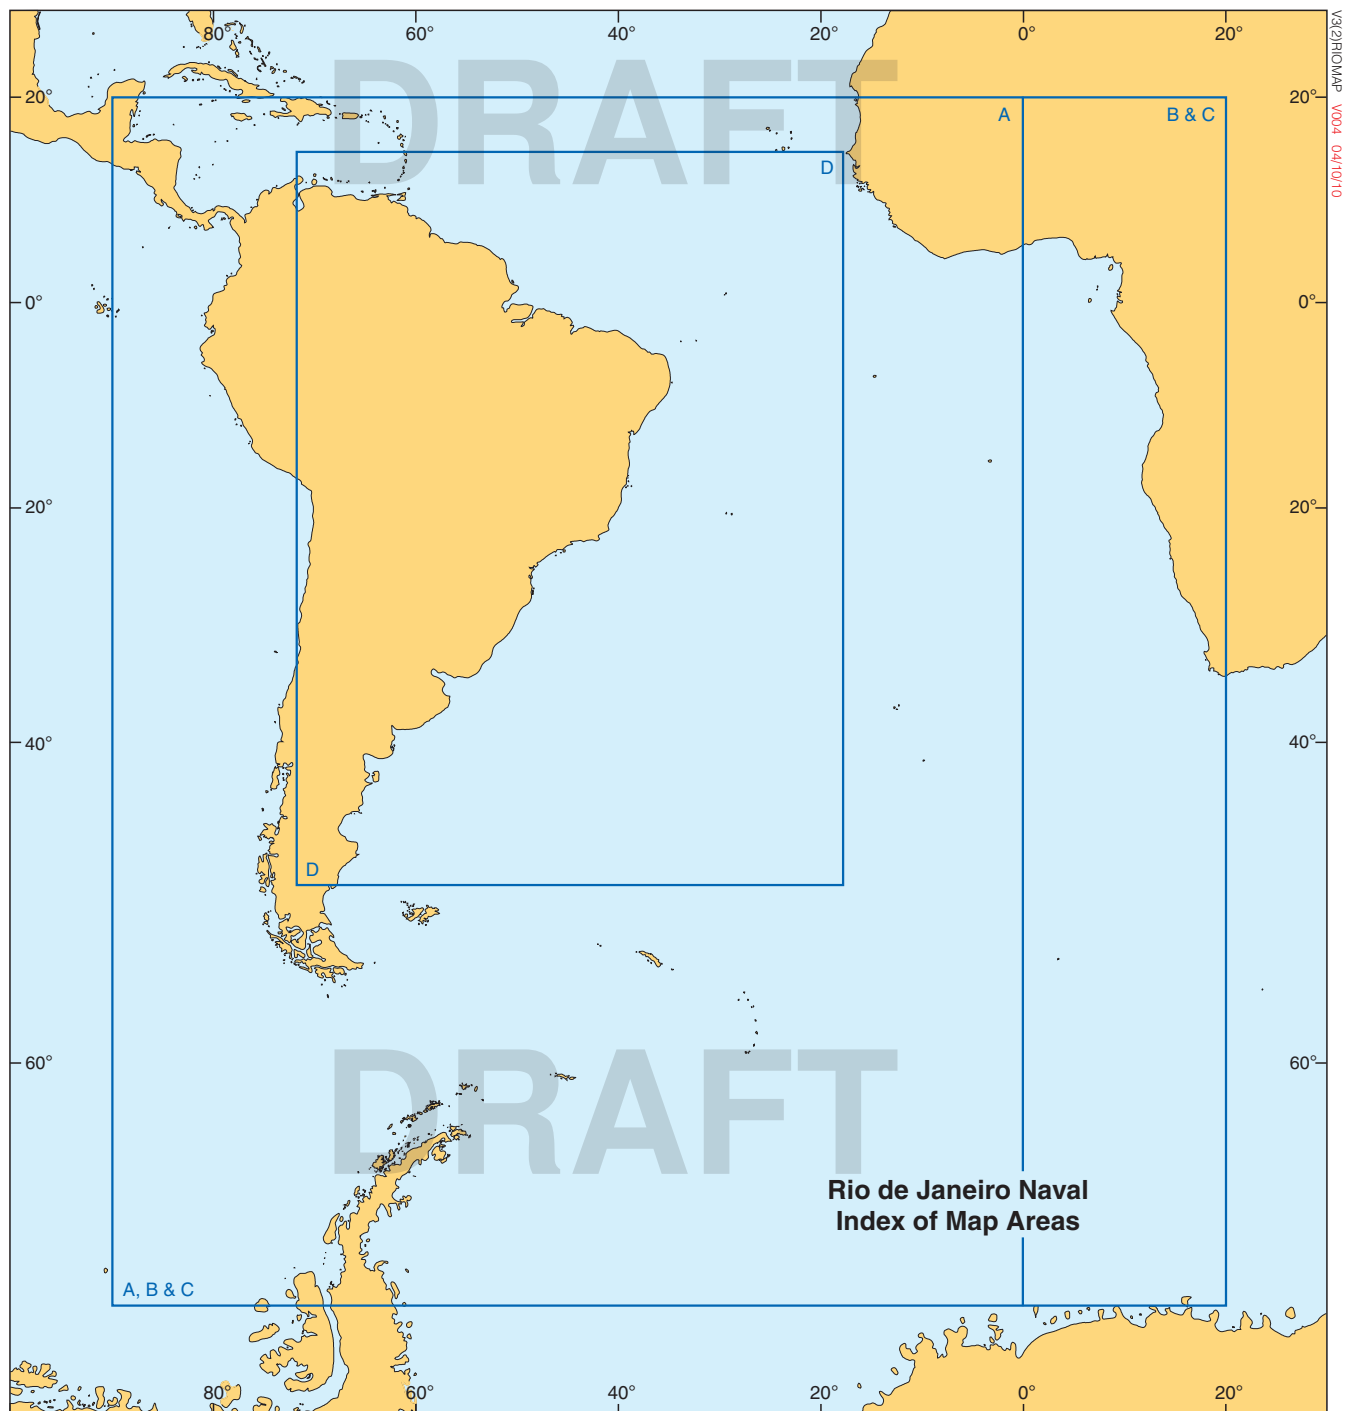 80° 60° 40° 20° 0° 20°
V3(2)RIOMAP V004 04/10/10
DRAFT
20° 20°
A B & C
D
0° 0°
20° 20°
40° 40°
D
60° 60°
DRAFT
Rio de Janeiro Naval
Index of Map Areas
A, B & C
80° 60° 40° 20° 0° 20°